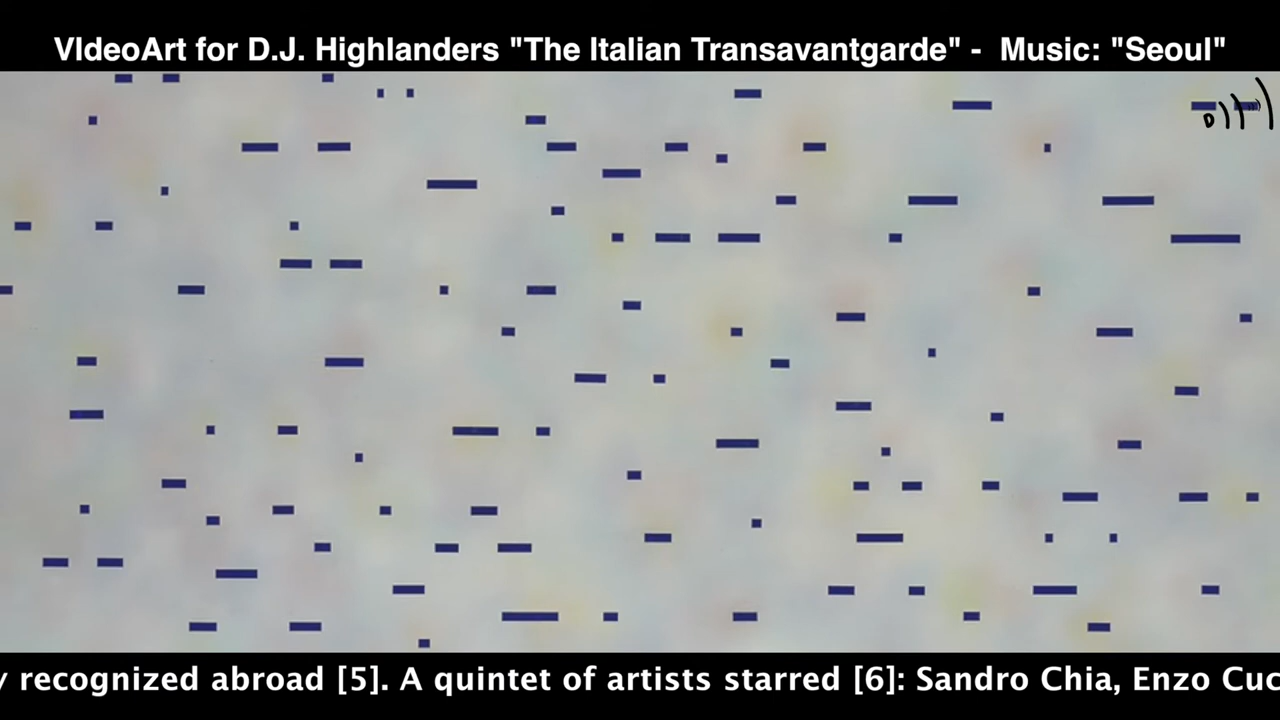 VIdeoArt for D.J. Highlanders "The Italian Transavantgarde" - Music: "Seoul"
y recognized abroad [5]. A quintet of artists starred [6]: Sandro Chia, Enzo Cuc